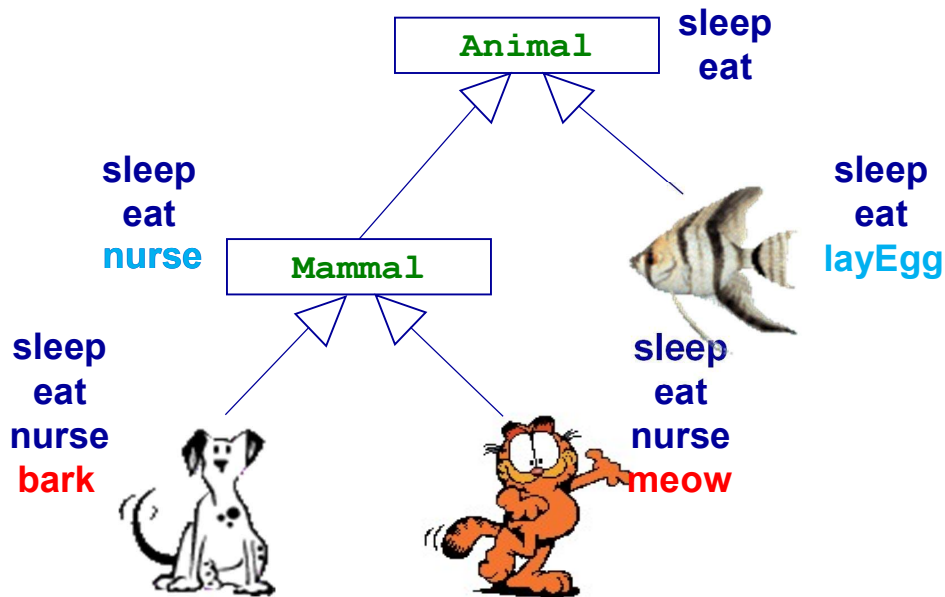 Animal
sleep
eat
sleep
eat
nurse
Mammal
sleep
eat
layEgg
sleep
eat
nurse
bark
sleep
eat
nurse
meow